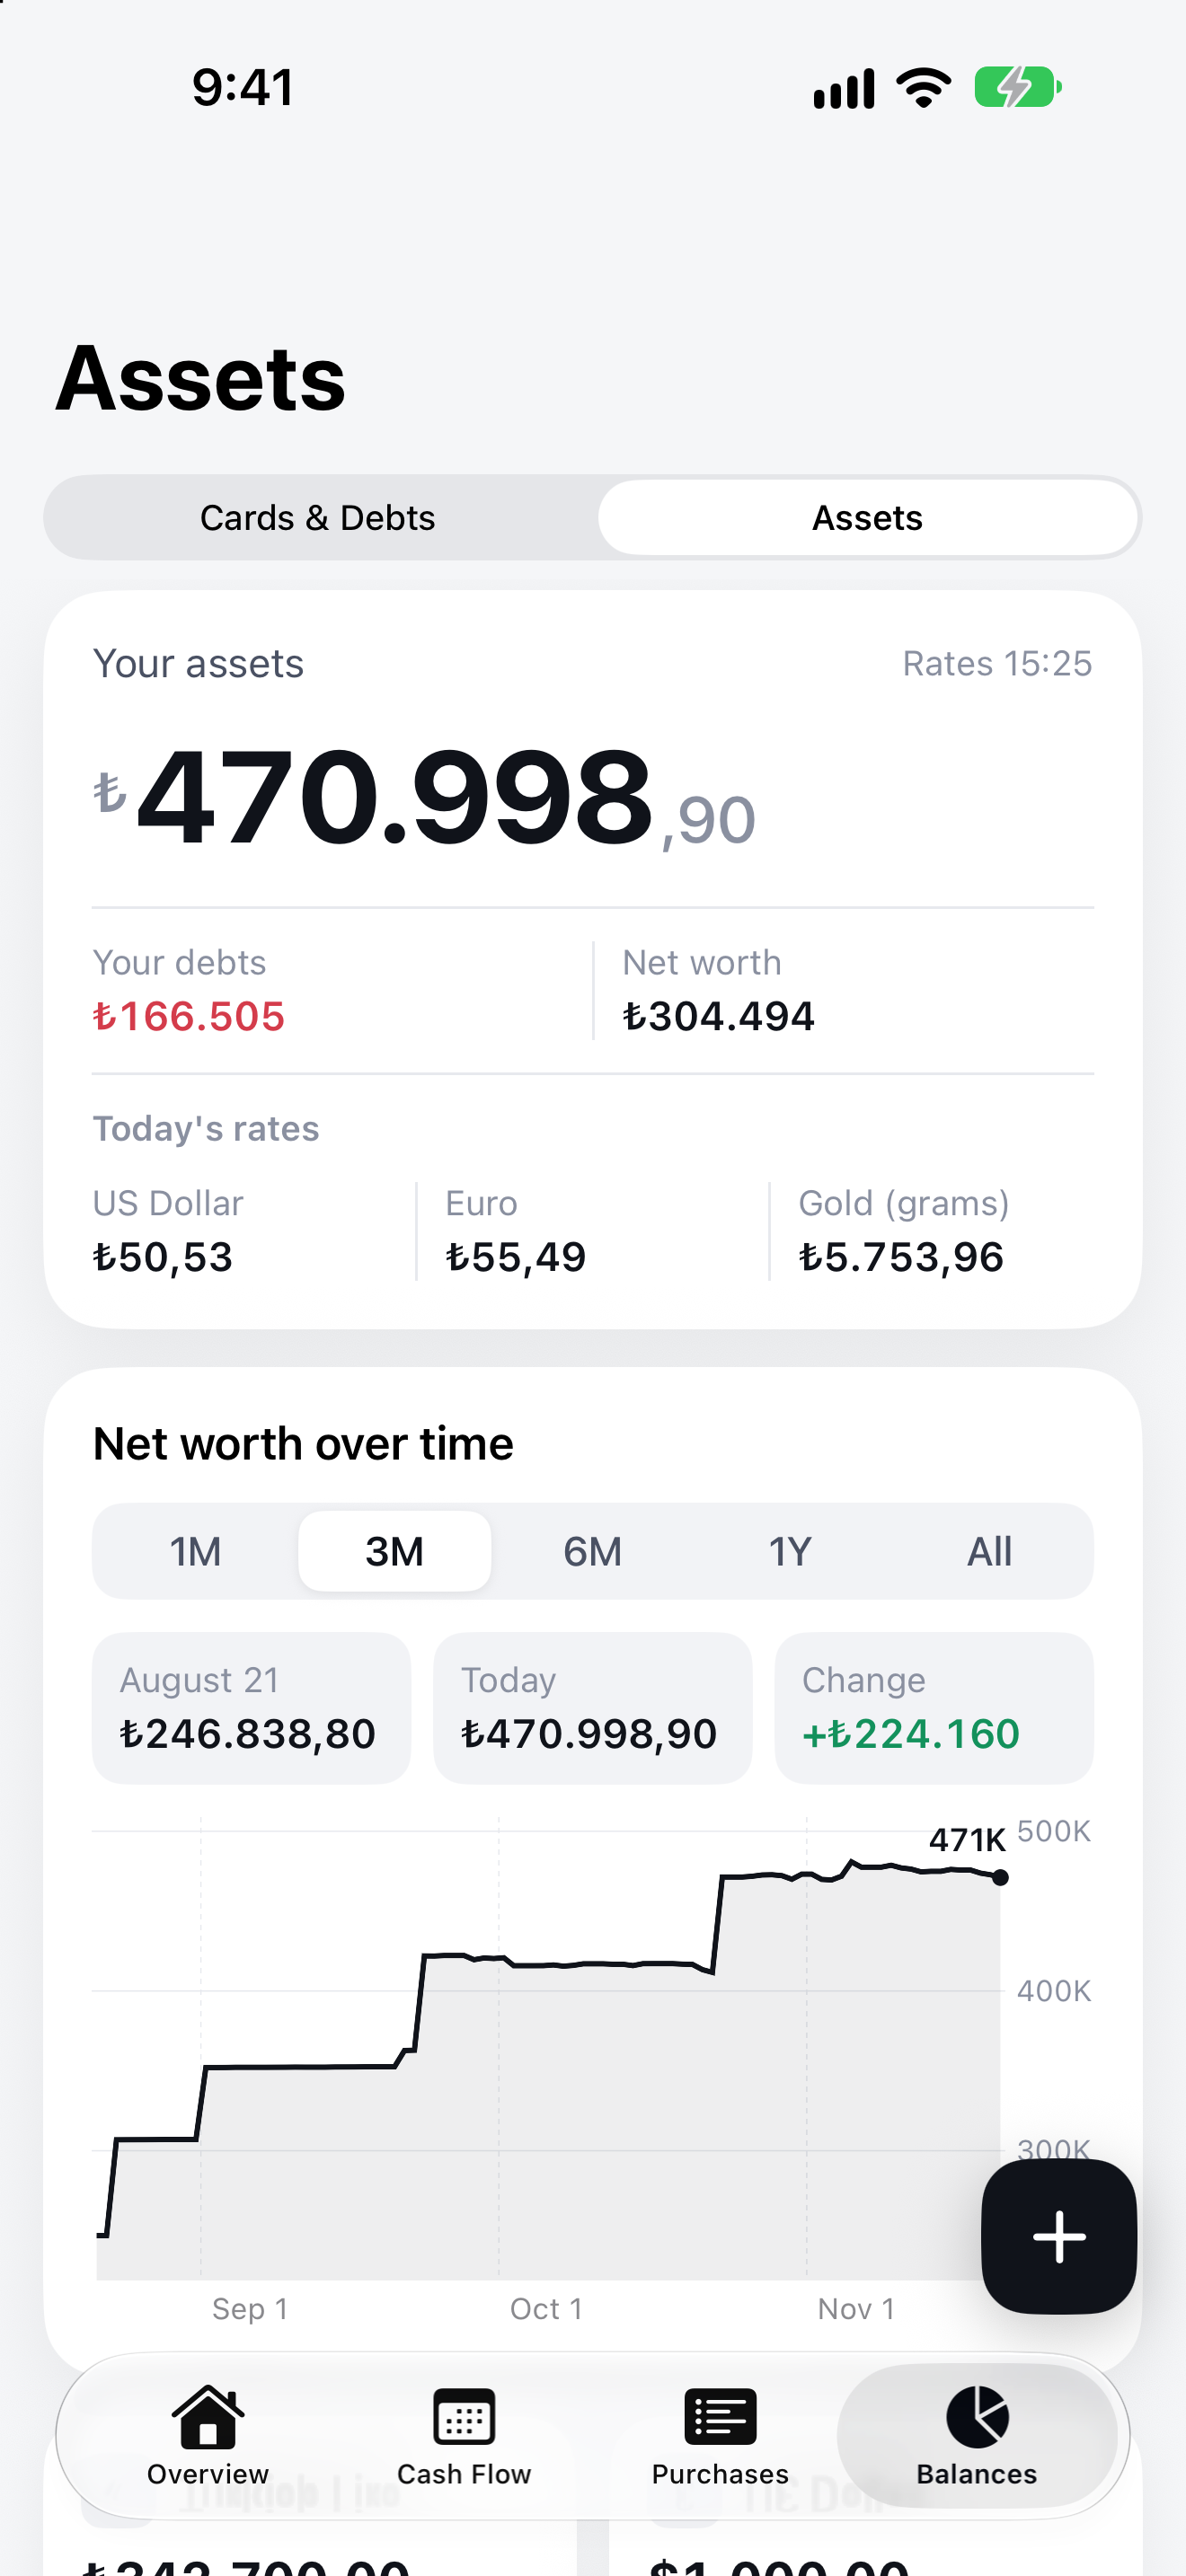 9:41
Assets
Cards & Debts
Assets
Your assets
Rates 15:25
₺470.998,90
Your debts
Net worth
₺166.505
₺304.494
Today's rates
US Dollar
Euro
Gold (grams)
₺50,53
₺55,49
₺5.753,96
Net worth over time
1M 3M 6M 1Y All
August 21
Today
Change
₺246.838,80
₺470.998,90
+₺224.160
471K
500K
400K
300K
Sep 1
Oct 1
Nov 1
Overview
Cash Flow
Purchases
Balances